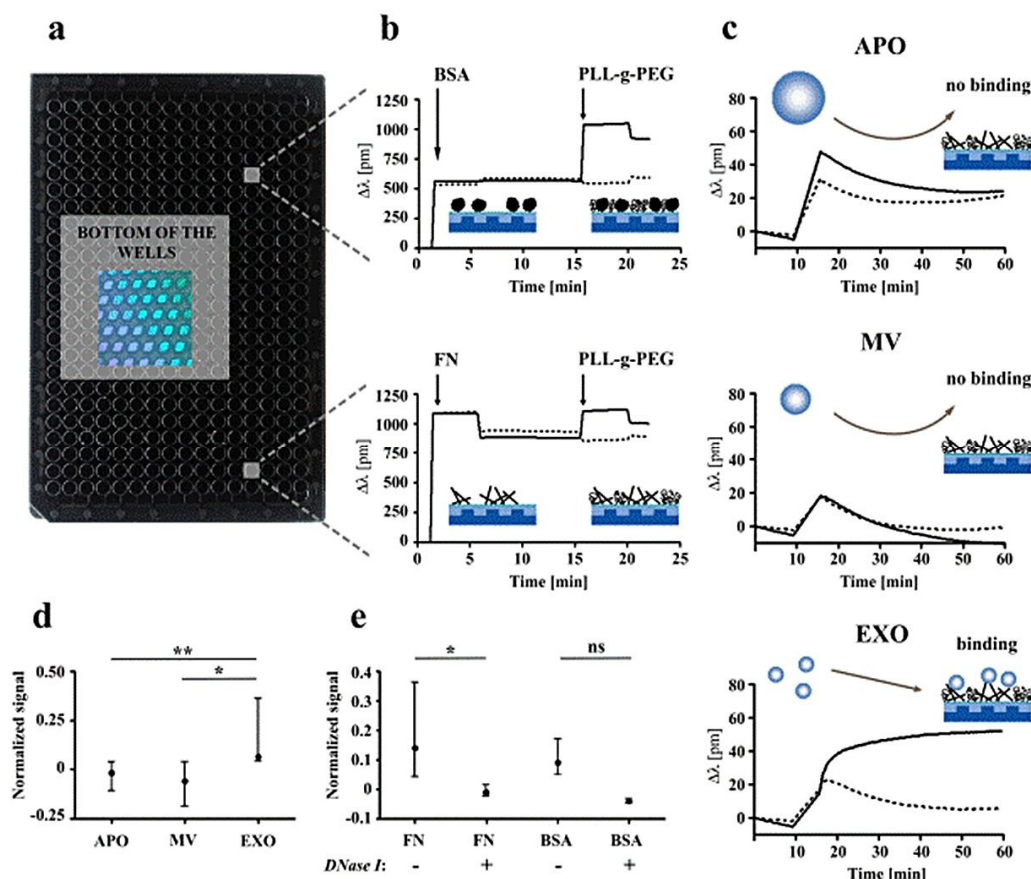 a
BOTTOM OF THE
WELLS
b
BSA
PLL-g-PEG
1250
1000
750
500
250
0
Δλ [pm]
0 5 10 15 20 25
Time [min]
FN
PLL-g-PEG
1250
1000
750
500
250
0
Δλ [pm]
0 5 10 15 20 25
Time [min]
c
APO
no binding
80
60
40
20
0
Δλ [pm]
0 10 20 30 40 50 60
Time [min]
MV
no binding
80
60
40
20
0
Δλ [pm]
0 10 20 30 40 50 60
Time [min]
EXO
binding
80
60
40
20
0
Δλ [pm]
0 10 20 30 40 50 60
Time [min]
d
**
*
0.50
0.25
0
-0.25
Normalized signal
APO MV EXO
e
* ns
0.4
0.3
0.2
0.1
0
-0.1
Normalized signal
FN FN BSA BSA
DNase I: - + - +